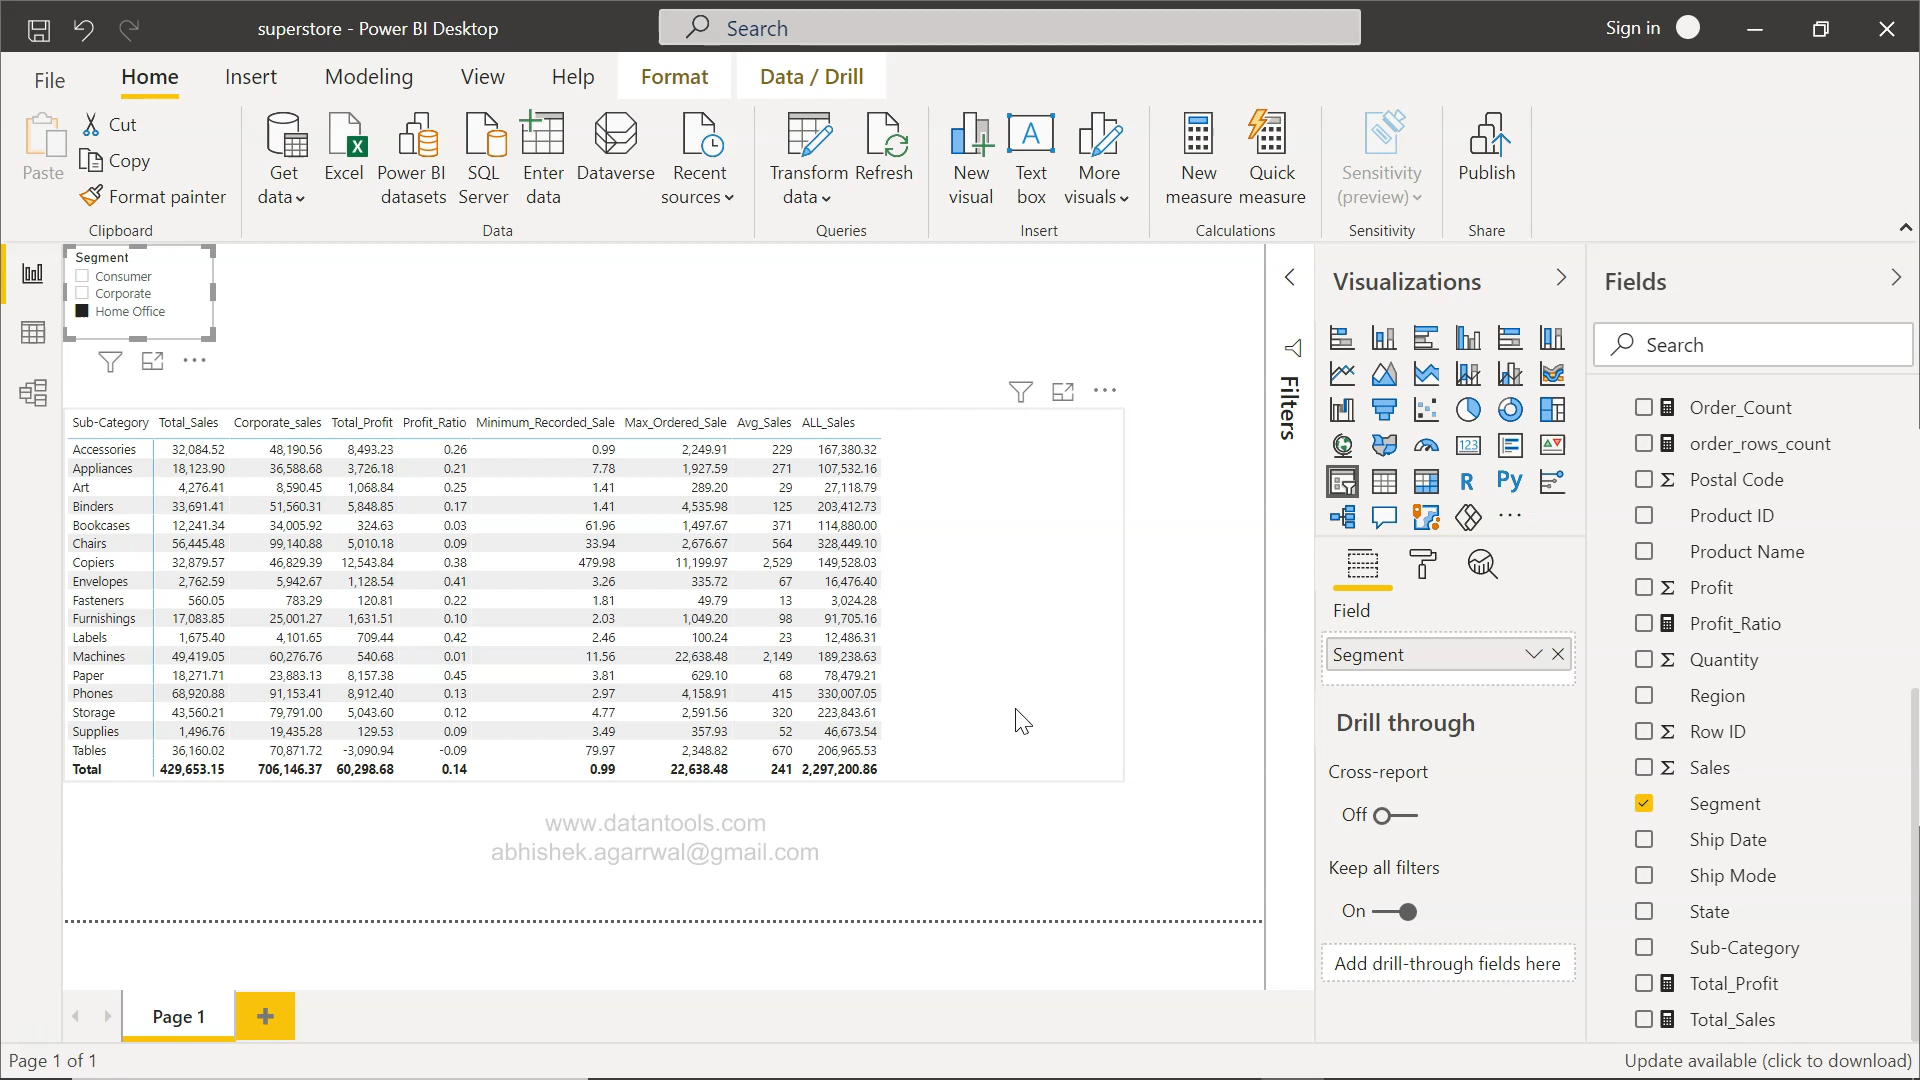 superstore - Power BI Desktop
Search
Sign in
File
Home
Insert
Modeling
View
Help
Format
Data / Drill
Paste
Cut
Copy
Format painter
Clipboard
Get data
Excel
Power BI datasets
SQL Server
Enter data
Dataverse
Recent sources
Data
Transform data
Refresh
Queries
New visual
A
Text box
More visuals
Insert
New measure
Quick measure
Calculations
Sensitivity (preview)
Sensitivity
Publish
Share
Segment
Consumer
Corporate
Home Office
Sub-Category Total_Sales Corporate_sales Total_Profit Profit_Ratio Minimum_Recorded_Sale Max_Ordered_Sale Avg_Sales ALL_Sales
Accessories 32,084.52 48,190.56 8,493.23 0.26 0.99 2,249.91 229 167,380.32
Appliances 18,123.90 36,588.68 3,726.18 0.21 7.78 1,927.59 271 107,532.16
Art 4,276.41 8,590.45 1,068.84 0.25 1.41 289.20 29 27,118.79
Binders 33,691.41 51,560.31 5,848.85 0.17 1.41 4,535.98 125 203,412.73
Bookcases 12,241.34 34,005.92 324.63 0.03 61.96 1,497.67 371 114,880.00
Chairs 56,445.48 99,140.88 5,010.18 0.09 33.94 2,676.67 564 328,449.10
Copiers 32,879.57 46,829.39 12,543.84 0.38 479.98 11,199.97 2,529 149,528.03
Envelopes 2,762.59 5,942.67 1,128.54 0.41 3.26 335.72 67 16,476.40
Fasteners 560.05 783.29 120.81 0.22 1.81 49.79 13 3,024.28
Furnishings 17,083.85 25,001.27 1,631.51 0.10 2.03 1,049.20 98 91,705.16
Labels 1,675.40 4,101.65 709.44 0.42 2.46 100.24 23 12,486.31
Machines 49,419.05 60,276.76 540.68 0.01 11.56 22,638.48 2,149 189,238.63
Paper 18,271.71 23,883.13 8,157.38 0.45 3.81 629.10 68 78,479.21
Phones 68,920.88 91,153.41 8,912.40 0.13 2.97 4,158.91 415 330,007.05
Storage 43,560.21 79,791.00 5,043.60 0.12 4.77 2,591.56 320 223,843.61
Supplies 1,496.76 19,435.28 129.53 0.09 3.49 357.93 52 46,673.54
Tables 36,160.02 70,871.72 -3,090.94 -0.09 79.97 2,348.82 670 206,965.53
Total 429,653.15 706,146.37 60,298.68 0.14 0.99 22,638.48 241 2,297,200.86
www.datantools.com
abhishek.agarrwal@gmail.com
Page 1
+
Page 1 of 1
Filters
Visualizations
123
R
Py
Field
Segment
Drill through
Cross-report
Off
Keep all filters
On
Add drill-through fields here
Fields
Search
Order_Count
order_rows_count
Σ Postal Code
Product ID
Product Name
Σ Profit
Profit_Ratio
Σ Quantity
Region
Σ Row ID
Σ Sales
Segment
Ship Date
Ship Mode
State
Sub-Category
Total_Profit
Total_Sales
Update available (click to download)